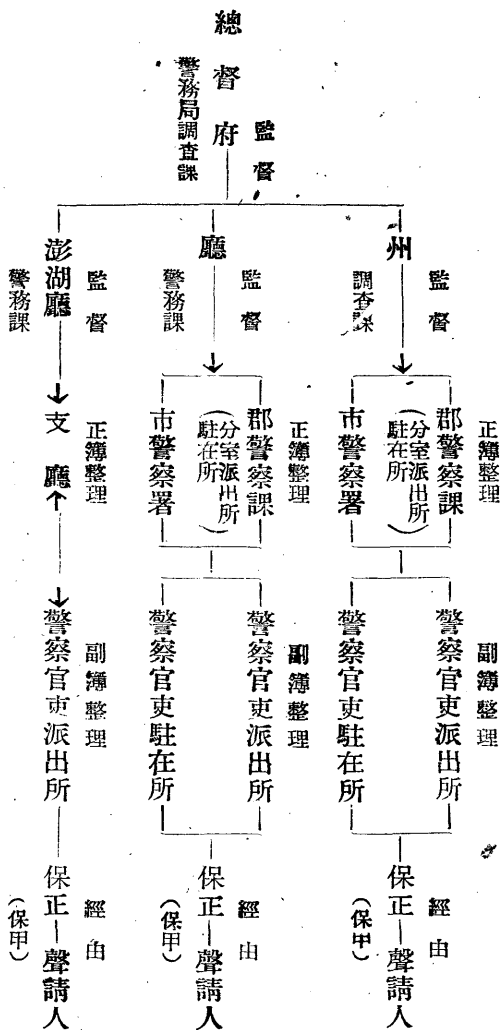 總督府
監督
警務局調查課
州
監督
調查課
正簿整理
郡警察課
(分室派出所
駐在所)
市警察署
副簿整理
警察官吏派出所
警察官吏駐在所
經由
保正─聲請人
(保甲)
廳
監督
警務課
正簿整理
郡警察課
(分室派出所
駐在所)
市警察署
副簿整理
警察官吏派出所
警察官吏駐在所
經由
保正─聲請人
(保甲)
澎湖廳
監督
警務課
正簿整理
支廳
副簿整理
警察官吏派出所
經由
保正─聲請人
(保甲)